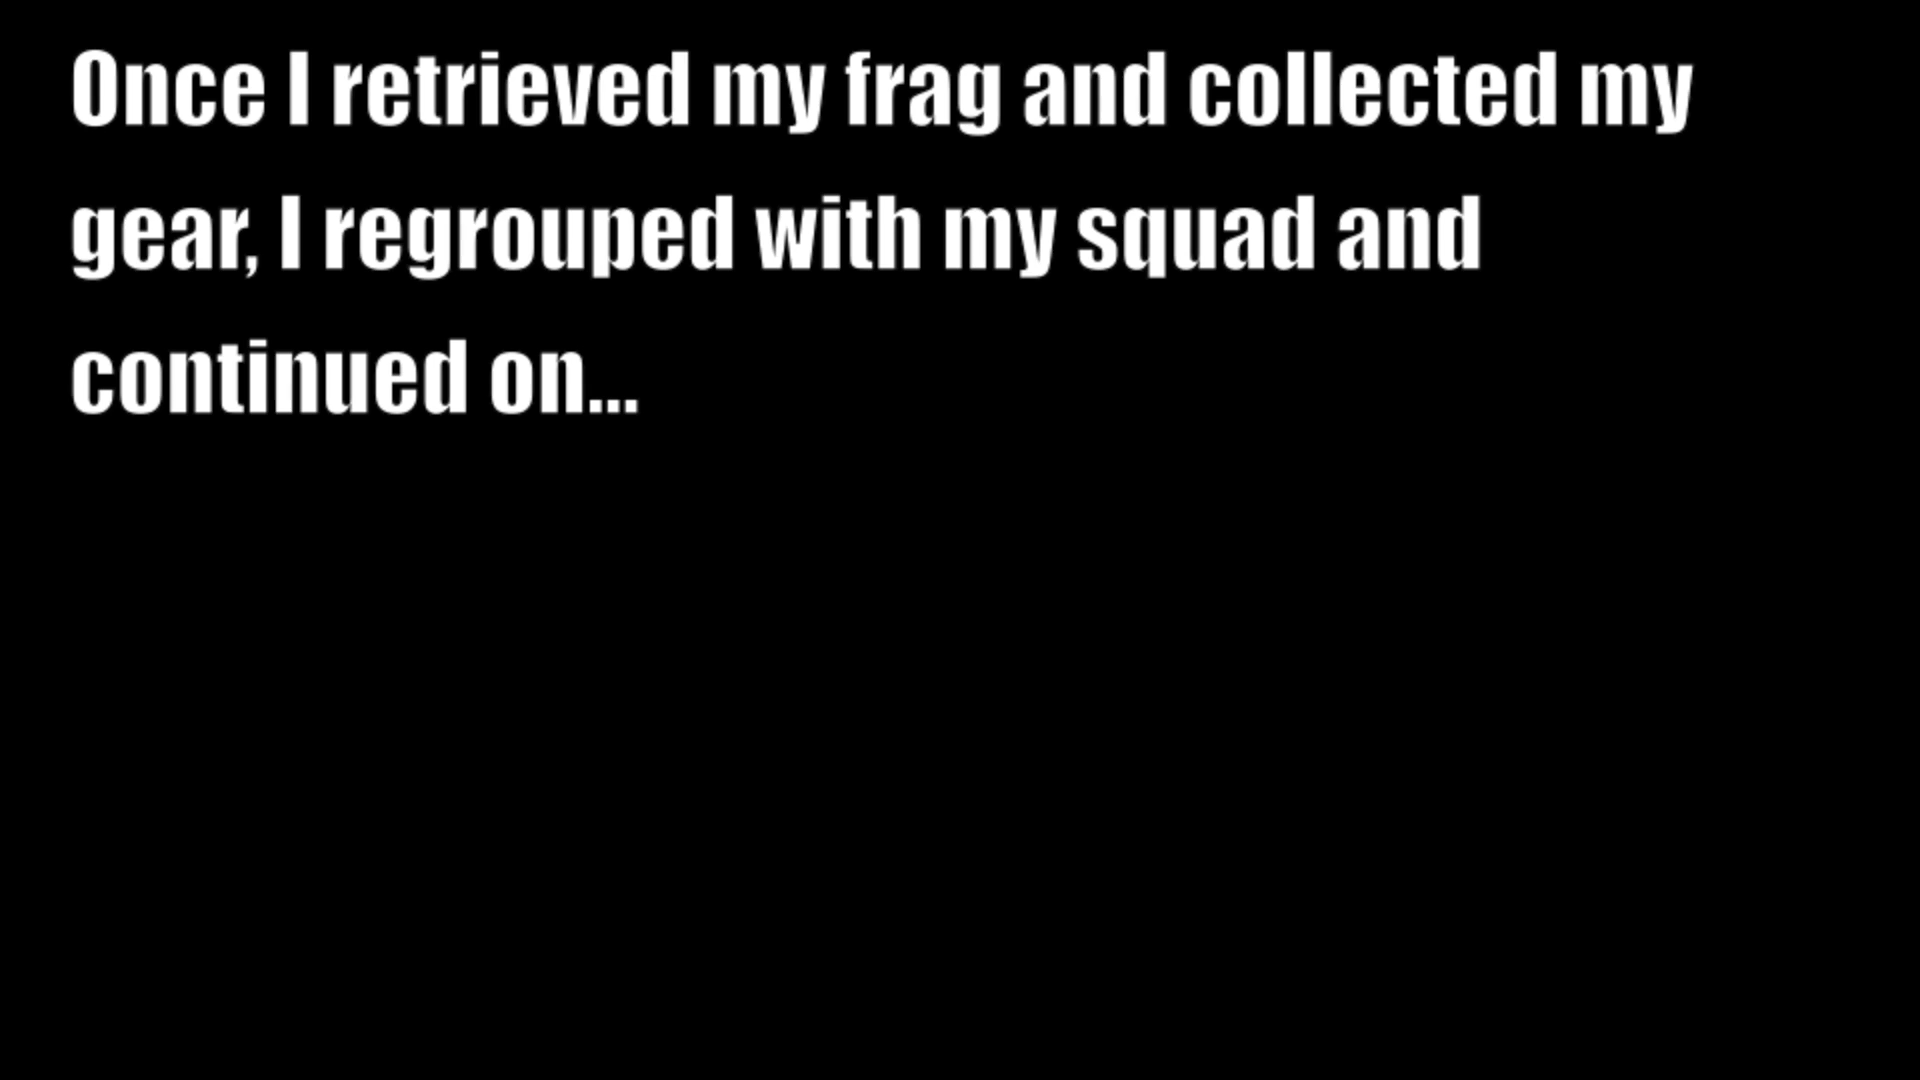 Once I retrieved my frag and collected my
gear, I regrouped with my squad and
continued on...